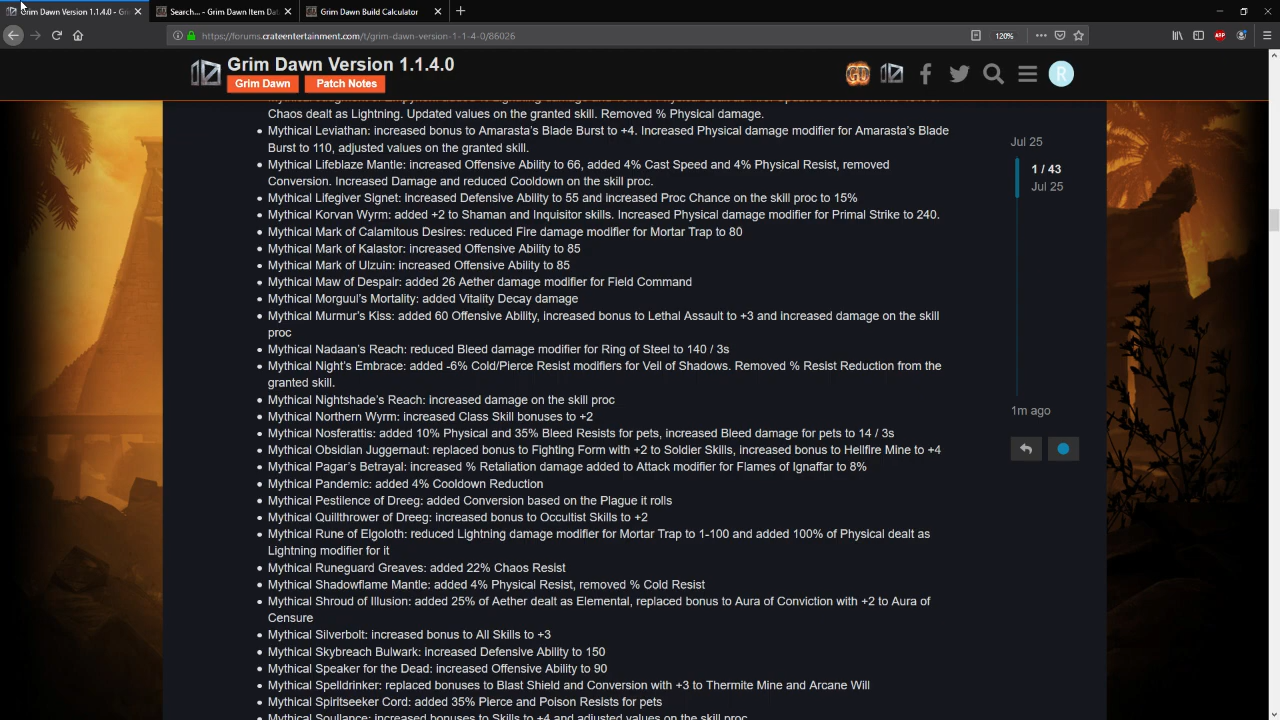 Grim Dawn Version 1.1.4.0 - Gri
Search... - Grim Dawn Item Dat
Grim Dawn Build Calculator
https://forums.crateentertainment.com/t/grim-dawn-version-1-1-4-0/86026
120%
ABP
Grim Dawn Version 1.1.4.0
Grim Dawn
Patch Notes
GD
R
Chaos dealt as Lightning. Updated values on the granted skill. Removed % Physical damage.
Mythical Leviathan: increased bonus to Amarasta's Blade Burst to +4. Increased Physical damage modifier for Amarasta's Blade
Burst to 110, adjusted values on the granted skill.
Mythical Lifeblaze Mantle: increased Offensive Ability to 66, added 4% Cast Speed and 4% Physical Resist, removed
Conversion. Increased Damage and reduced Cooldown on the skill proc.
Mythical Lifegiver Signet: Increased Defensive Ability to 55 and increased Proc Chance on the skill proc to 15%
Mythical Korvan Wyrm: added +2 to Shaman and Inquisitor skills. Increased Physical damage modifier for Primal Strike to 240.
Mythical Mark of Calamitous Desires: reduced Fire damage modifier for Mortar Trap to 80
Mythical Mark of Kalastor: increased Offensive Ability to 85
Mythical Mark of Ulzuin: increased Offensive Ability to 85
Mythical Maw of Despair: added 26 Aether damage modifier for Field Command
Mythical Morguul's Mortality: added Vitality Decay damage
Mythical Murmur's Kiss: added 60 Offensive Ability, increased bonus to Lethal Assault to +3 and increased damage on the skill
proc
Mythical Nadaan's Reach: reduced Bleed damage modifier for Ring of Steel to 140 / 3s
Mythical Night's Embrace: added -6% Cold/Pierce Resist modifiers for Veil of Shadows. Removed % Resist Reduction from the
granted skill.
Mythical Nightshade's Reach: increased damage on the skill proc
Mythical Northern Wyrm: increased Class Skill bonuses to +2
Mythical Nosferattis: added 10% Physical and 35% Bleed Resists for pets, increased Bleed damage for pets to 14 / 3s
Mythical Obsidian Juggernaut: replaced bonus to Fighting Form with +2 to Soldier Skills, increased bonus to Hellfire Mine to +4
Mythical Pagar's Betrayal: increased % Retaliation damage added to Attack modifier for Flames of Ignaffar to 8%
Mythical Pandemic: added 4% Cooldown Reduction
Mythical Pestilence of Dreeg: added Conversion based on the Plague it rolls
Mythical Quillthrower of Dreeg: increased bonus to Occultist Skills to +2
Mythical Rune of Elgoloth: reduced Lightning damage modifier for Mortar Trap to 1-100 and added 100% of Physical dealt as
Lightning modifier for it
Mythical Runeguard Greaves: added 22% Chaos Resist
Mythical Shadowflame Mantle: added 4% Physical Resist, removed % Cold Resist
Mythical Shroud of Illusion: added 25% of Aether dealt as Elemental, replaced bonus to Aura of Conviction with +2 to Aura of
Censure
Mythical Silverbolt: increased bonus to All Skills to +3
Mythical Skybreach Bulwark: increased Defensive Ability to 150
Mythical Speaker for the Dead: increased Offensive Ability to 90
Mythical Spelldrinker: replaced bonuses to Blast Shield and Conversion with +3 to Thermite Mine and Arcane Will
Mythical Spiritseeker Cord: added 35% Pierce and Poison Resists for pets
Mythical Soullance: increased bonuses to Skills to +4 and adjusted values on the skill proc
Jul 25
1 / 43
Jul 25
1m ago